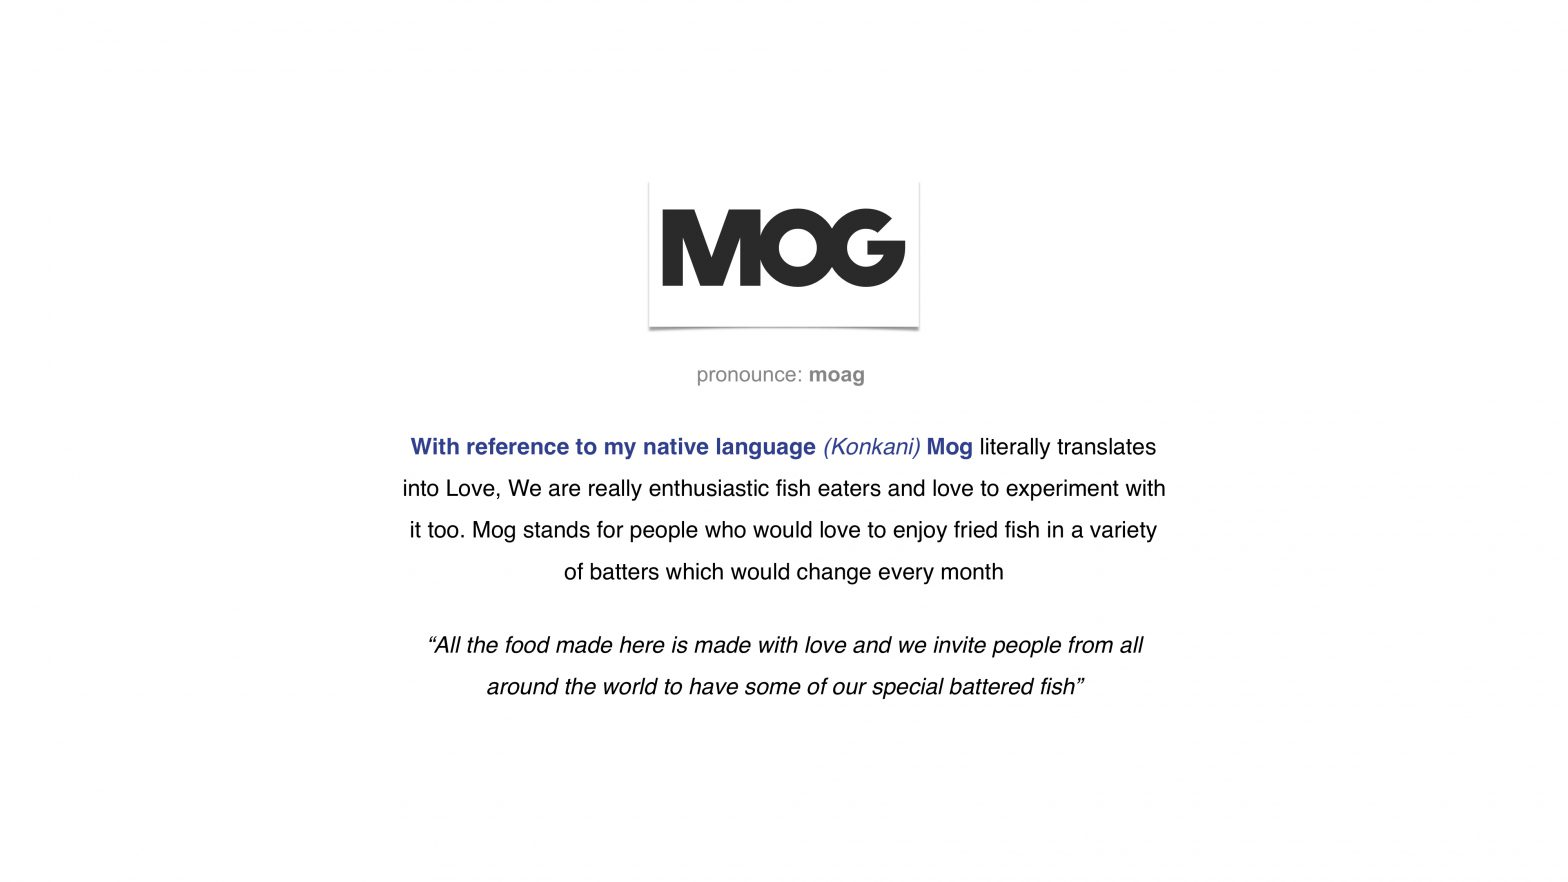 MOG
pronounce: moag
With reference to my native language (Konkani) Mog literally translates
into Love, We are really enthusiastic fish eaters and love to experiment with
it too. Mog stands for people who would love to enjoy fried fish in a variety
of batters which would change every month
“All the food made here is made with love and we invite people from all
around the world to have some of our special battered fish”